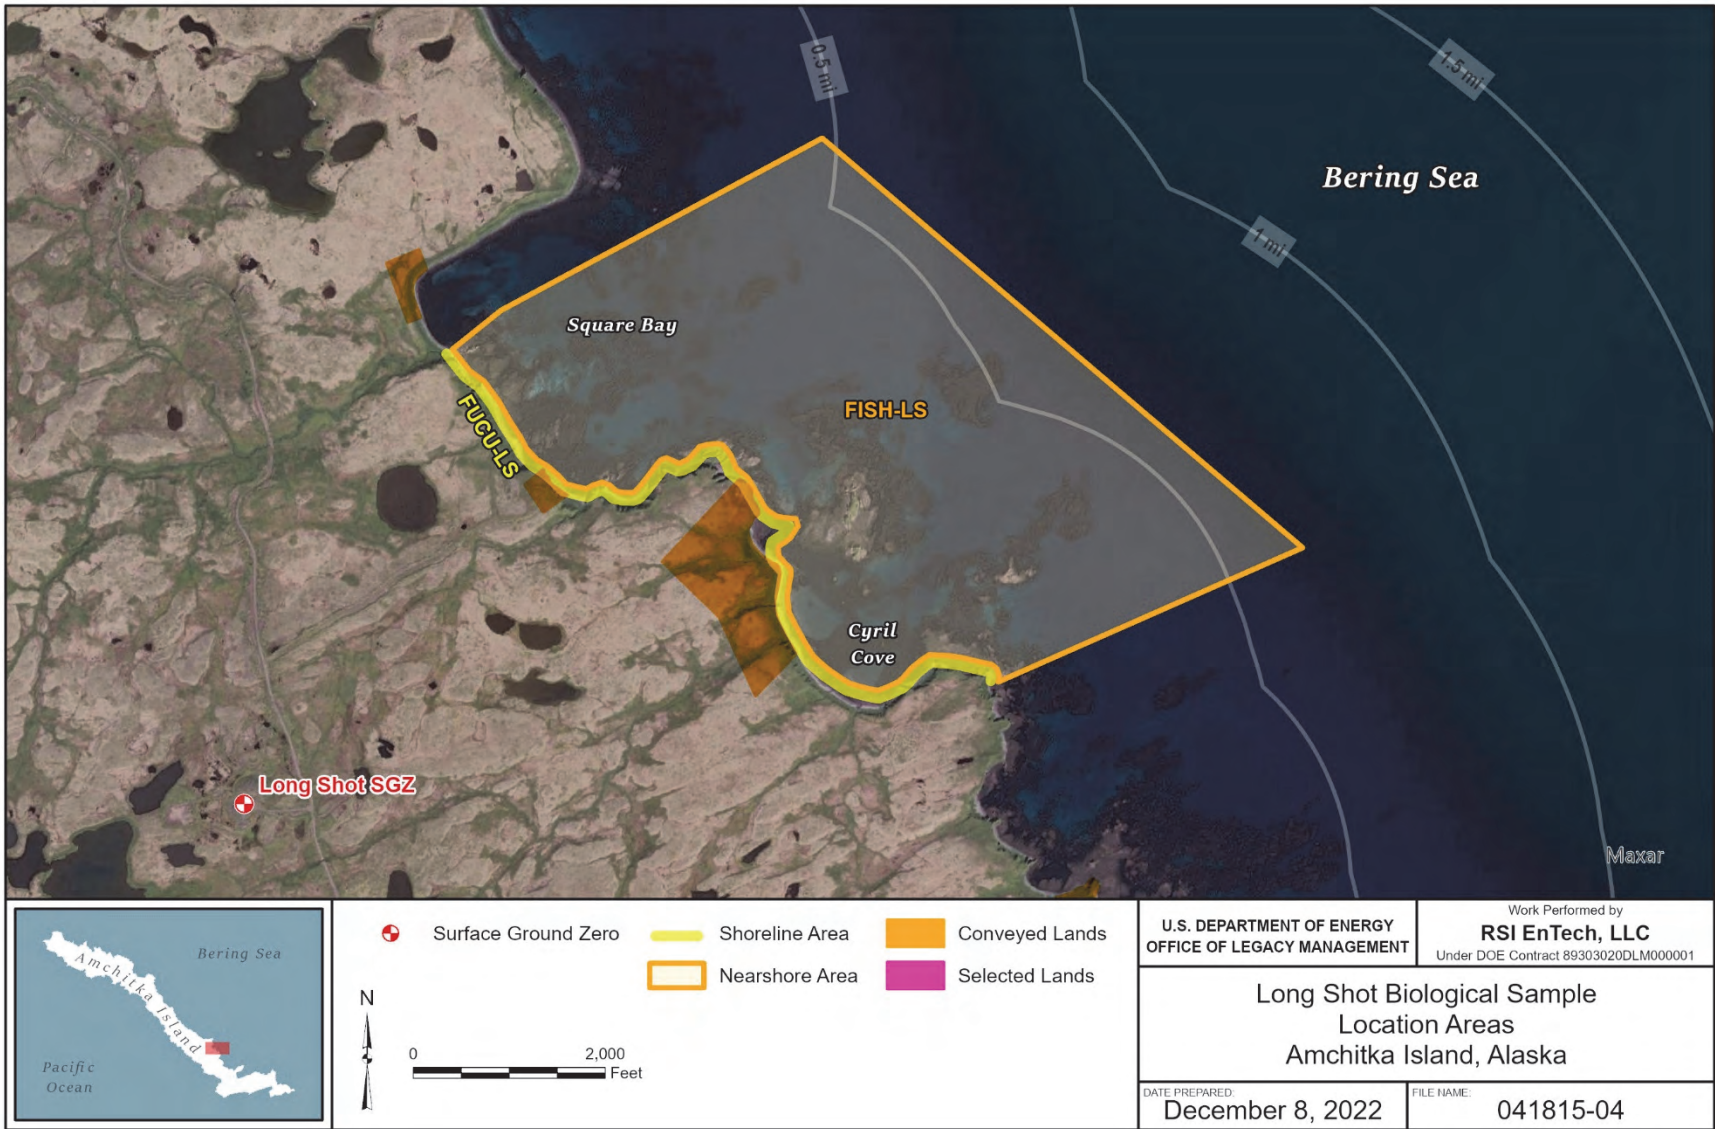 0.5 mi
1.5 mi
Bering Sea
1 mi
Square Bay
FISH-LS
FUCU-LS
Cyril
Cove
Long Shot SGZ
Maxar
Bering Sea
Amchitka Island
Pacific
Ocean
Surface Ground Zero
Shoreline Area
Conveyed Lands
Nearshore Area
Selected Lands
N
0
2,000
Feet
U.S. DEPARTMENT OF ENERGY
OFFICE OF LEGACY MANAGEMENT
Work Performed by
RSI EnTech, LLC
Under DOE Contract 89303020DLM000001
Long Shot Biological Sample
Location Areas
Amchitka Island, Alaska
DATE PREPARED:
December 8, 2022
FILE NAME:
041815-04